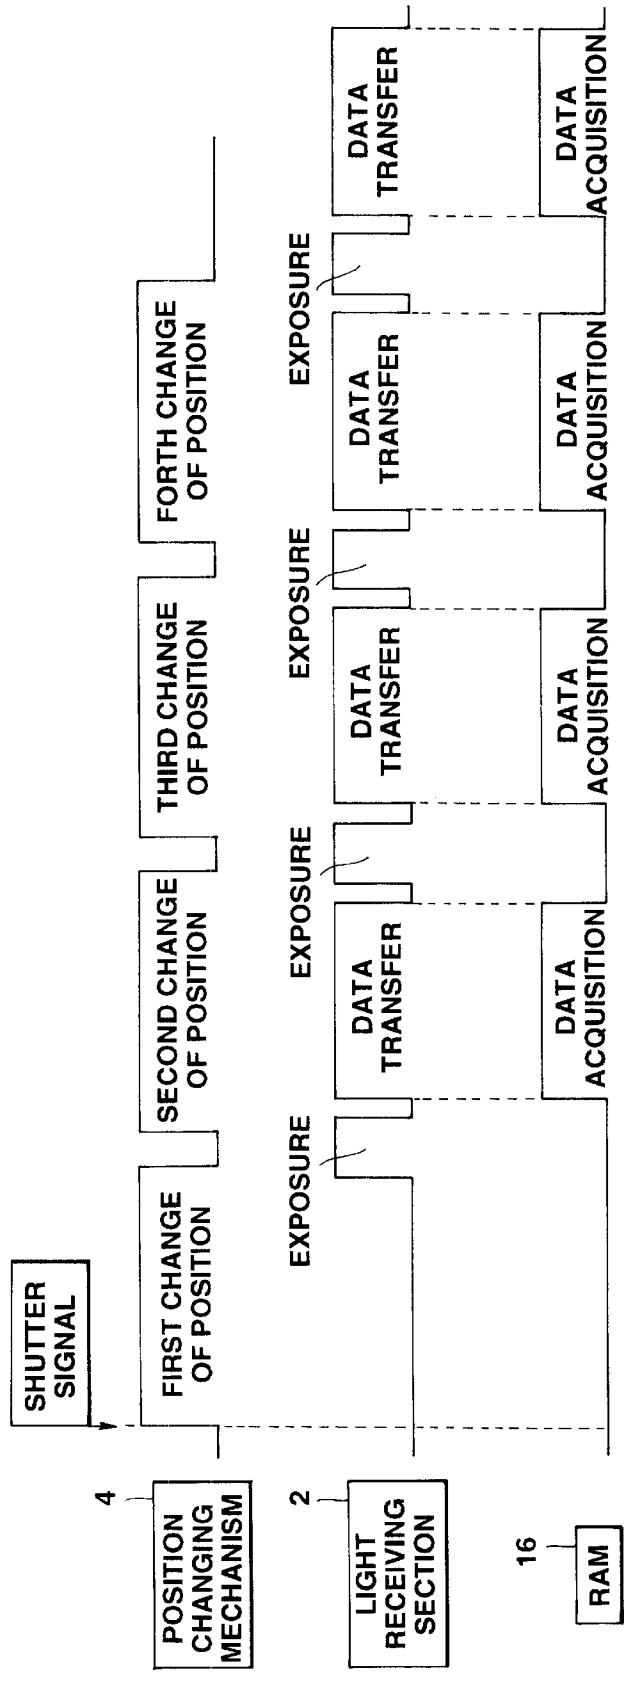 SHUTTER
SIGNAL
4
POSITION
CHANGING
MECHANISM
FIRST CHANGE
OF POSITION
SECOND CHANGE
OF POSITION
THIRD CHANGE
OF POSITION
FORTH CHANGE
OF POSITION
2
LIGHT
RECEIVING
SECTION
EXPOSURE
DATA
TRANSFER
EXPOSURE
DATA
TRANSFER
EXPOSURE
DATA
TRANSFER
EXPOSURE
DATA
TRANSFER
16
RAM
DATA
ACQUISITION
DATA
ACQUISITION
DATA
ACQUISITION
DATA
ACQUISITION